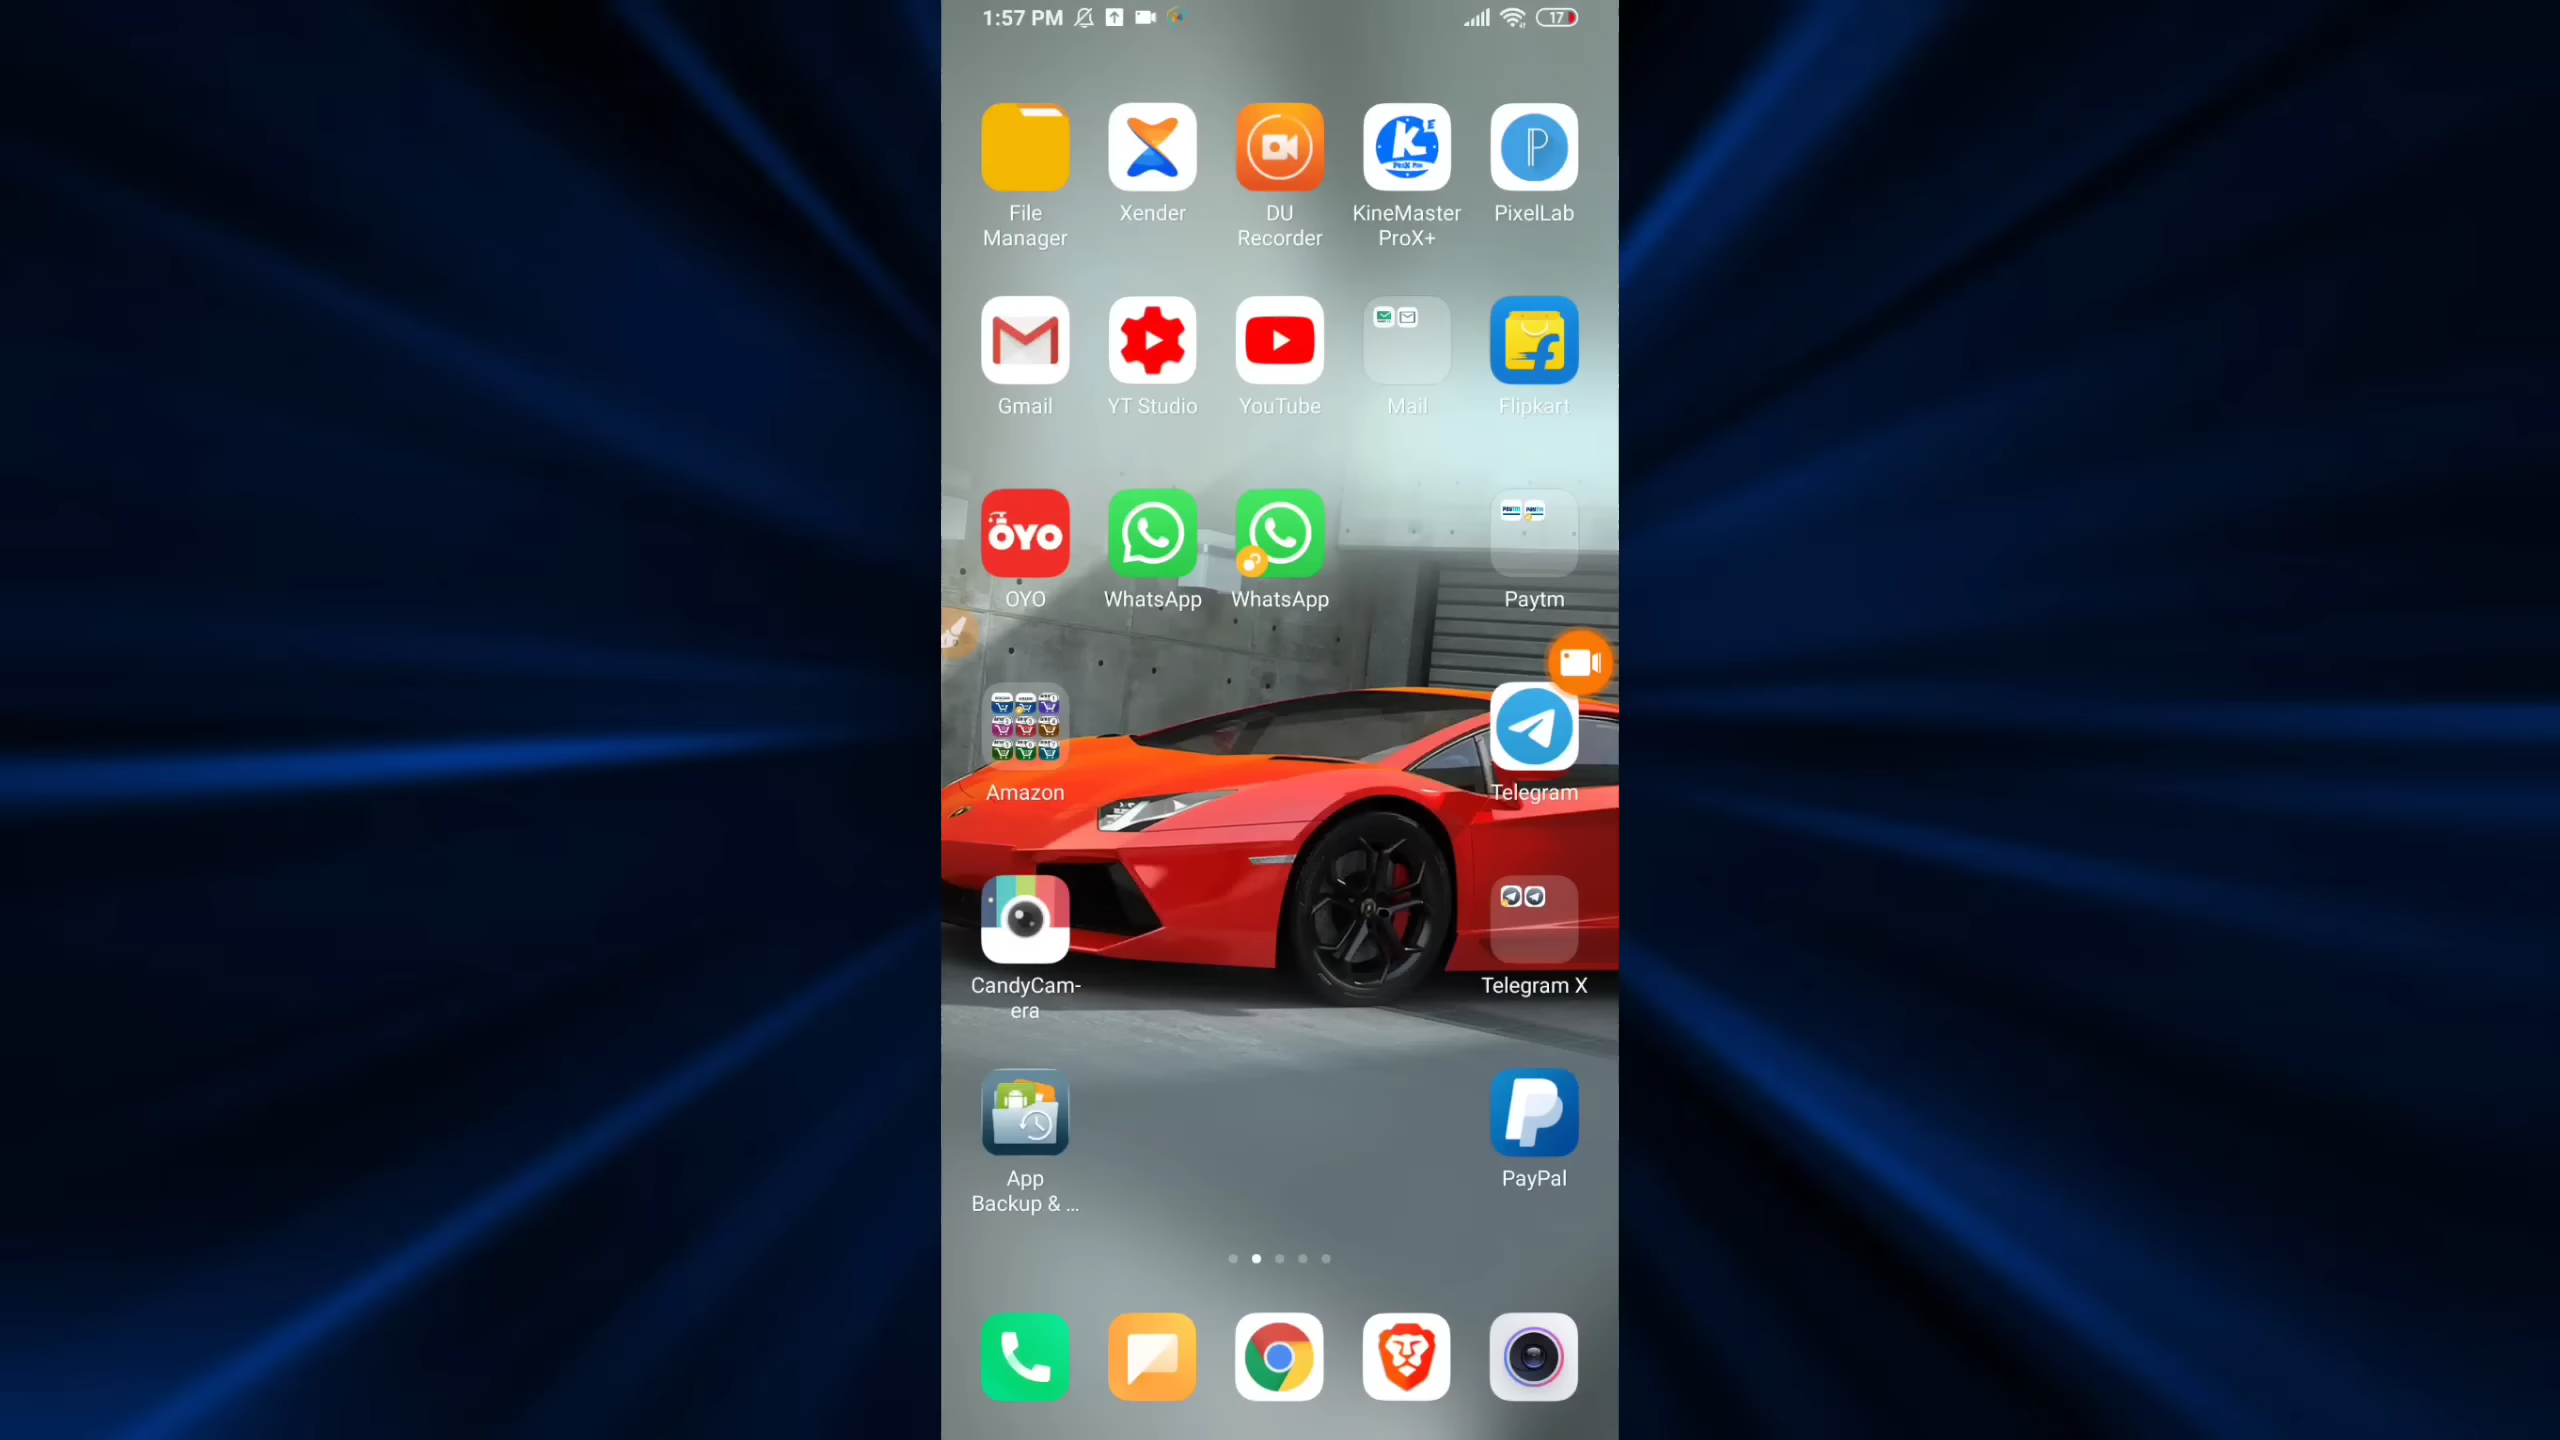 1:57 PM
17
File
Manager
Xender
DU
Recorder
KineMaster
ProX+
PixelLab
Gmail
YT Studio
YouTube
Mail
Flipkart
OYO
OYO
WhatsApp
WhatsApp
Paytm
Amazon
Telegram
CandyCam-
era
Telegram X
App
Backup & ...
PayPal